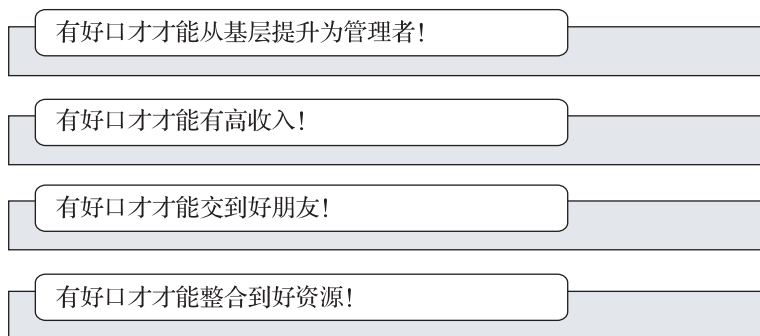 有好口才才能从基层提升为管理者！
有好口才才能有高收入！
有好口才才能交到好朋友！
有好口才才能整合到好资源！